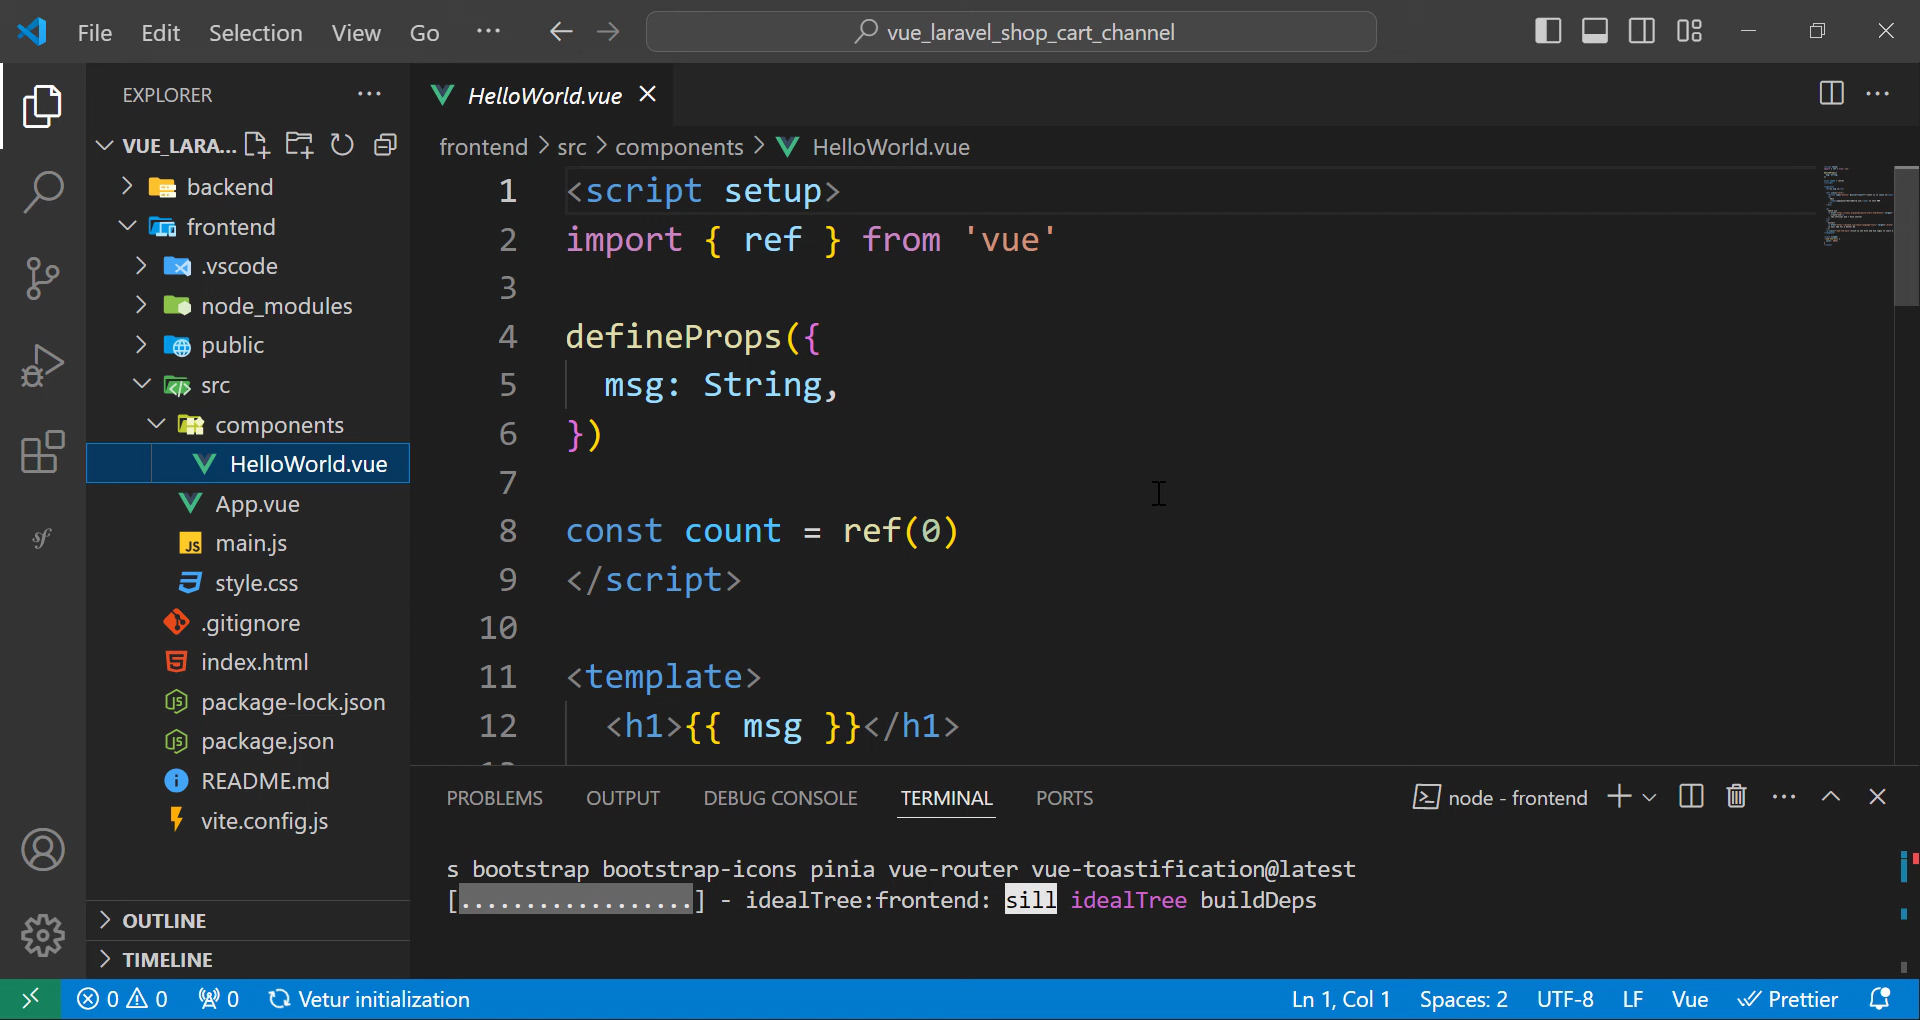 File Edit Selection View Go ··· vue_laravel_shop_cart_channel
EXPLORER ···
VUE_LARA...
backend
frontend
.vscode
node_modules
public
src
components
HelloWorld.vue
App.vue
JS main.js
style.css
.gitignore
index.html
package-lock.json
package.json
README.md
vite.config.js
OUTLINE
TIMELINE
HelloWorld.vue
frontend > src > components > HelloWorld.vue
1 <script setup>
2 import { ref } from 'vue'
3
4 defineProps({
5 msg: String,
6 })
7
8 const count = ref(0)
9 </script>
10
11 <template>
12 <h1>{{ msg }}</h1>
PROBLEMS OUTPUT DEBUG CONSOLE TERMINAL PORTS node - frontend
s bootstrap bootstrap-icons pinia vue-router vue-toastification@latest
[..................] - idealTree:frontend: sill idealTree buildDeps
0 0 0 Vetur initialization Ln 1, Col 1 Spaces: 2 UTF-8 LF Vue Prettier